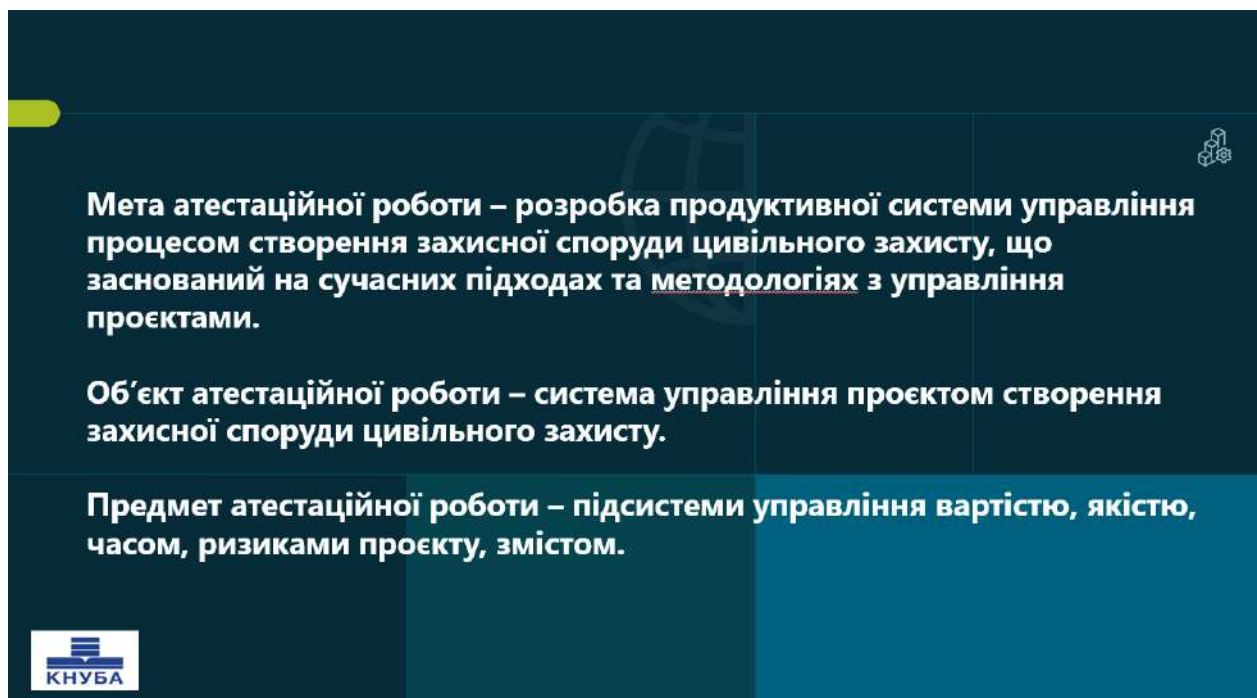 Мета атестаційної роботи – розробка продуктивної системи управління
процесом створення захисної споруди цивільного захисту, що
заснований на сучасних підходах та методологіях з управління
проєктами.
Об’єкт атестаційної роботи – система управління проєктом створення
захисної споруди цивільного захисту.
Предмет атестаційної роботи – підсистеми управління вартістю, якістю,
часом, ризиками проєкту, змістом.
КНУБА